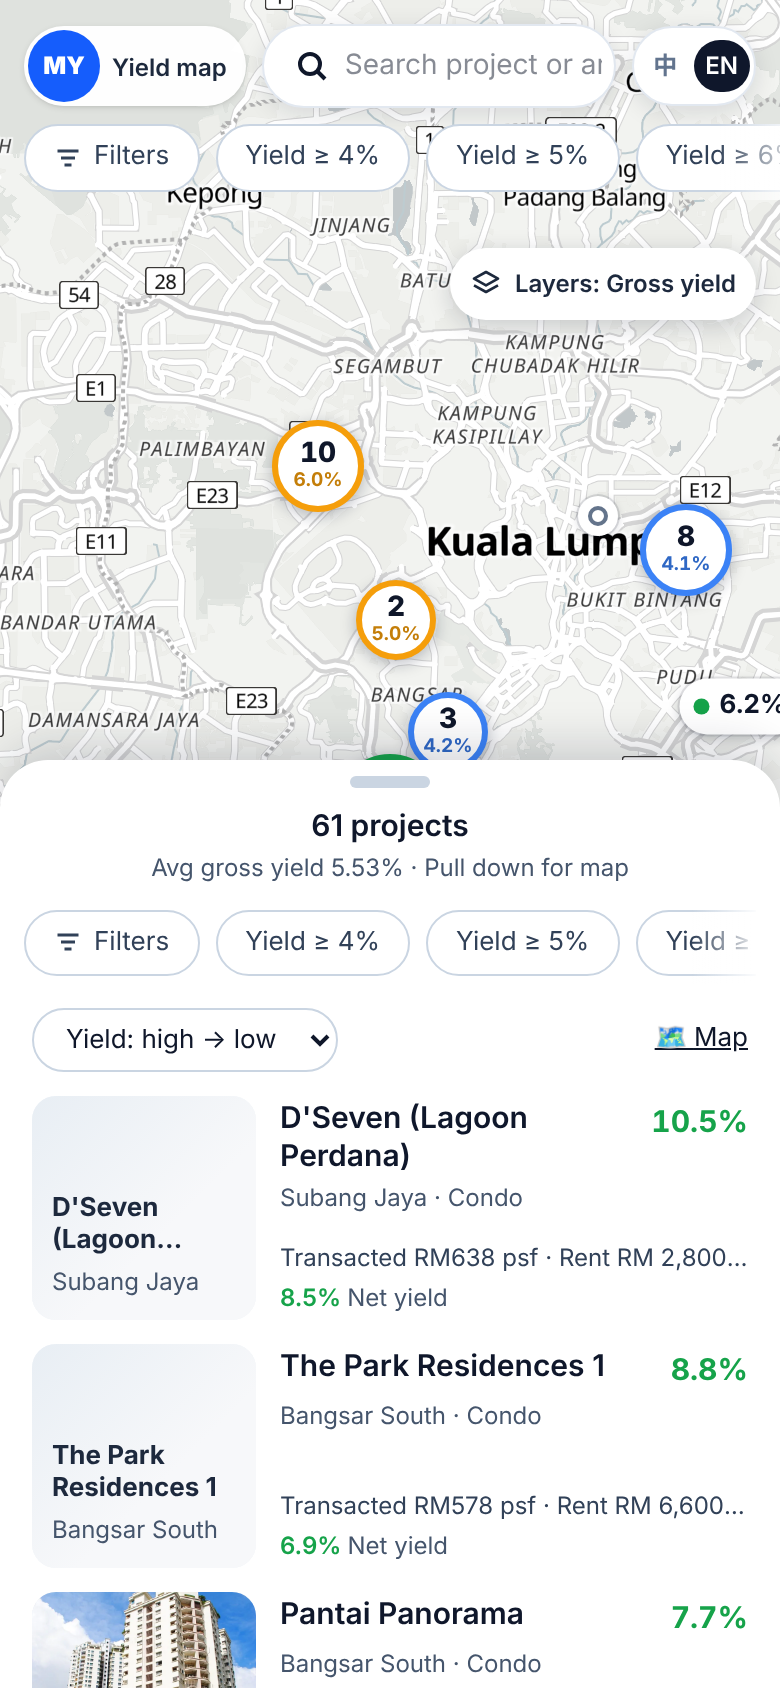 MY Yield map
Search project or ar
中 EN
Filters
Yield ≥ 4%
Yield ≥ 5%
Yield ≥ 6%
Kepong
Padang Balang
JINJANG
BATU
Layers: Gross yield
54
28
SEGAMBUT
KAMPUNG
CHUBADAK HILIR
E1
KAMPUNG
KASIPILLAY
PALIMBAYAN
10
6.0%
E23
E12
E11
Kuala Lump
8
4.1%
ARA
BUKIT BINTANG
2
5.0%
BANDAR UTAMA
PUDU
BANGSAR
E23
6.2%
DAMANSARA JAYA
3
4.2%
61 projects
Avg gross yield 5.53% · Pull down for map
Filters
Yield ≥ 4%
Yield ≥ 5%
Yield ≥
Yield: high → low
🗺️ Map
D'Seven
(Lagoon...
Subang Jaya
D'Seven (Lagoon
Perdana)
10.5%
Subang Jaya · Condo
Transacted RM638 psf · Rent RM 2,800...
8.5% Net yield
The Park
Residences 1
Bangsar South
The Park Residences 1
8.8%
Bangsar South · Condo
Transacted RM578 psf · Rent RM 6,600...
6.9% Net yield
Pantai Panorama
7.7%
Bangsar South · Condo